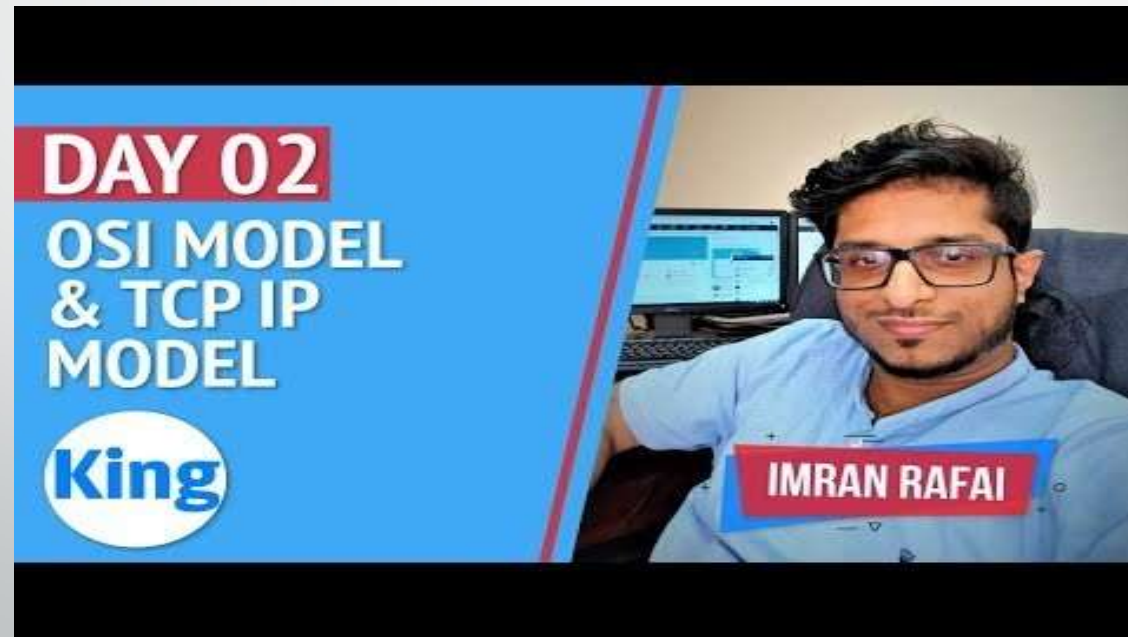 DAY 02
OSI MODEL
& TCP IP
MODEL
King
IMRAN RAFAI